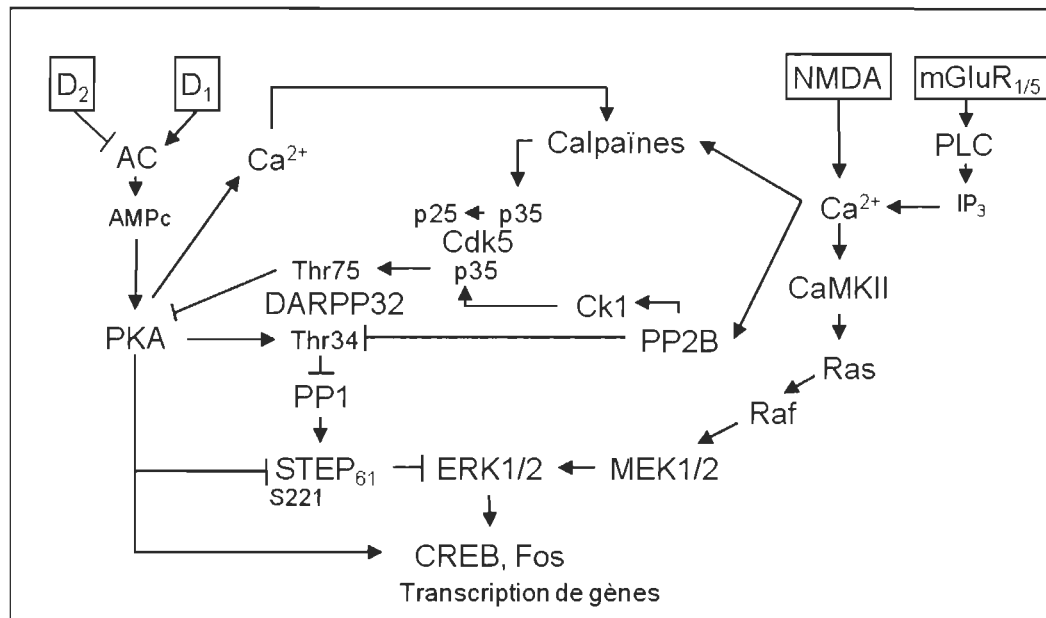 D₂ D₁ NMDA mGluR₁/₅
AC Ca²⁺ Calpaïnes PLC
AMPc p25 p35 Ca²⁺ IP₃
Cdk5
Thr75 p35 CaMKII
DARPP32 Ck1
PKA Thr34 PP2B
Ras
PP1 Raf
STEP₆₁ ERK1/2 MEK1/2
S221
CREB, Fos
Transcription de gènes